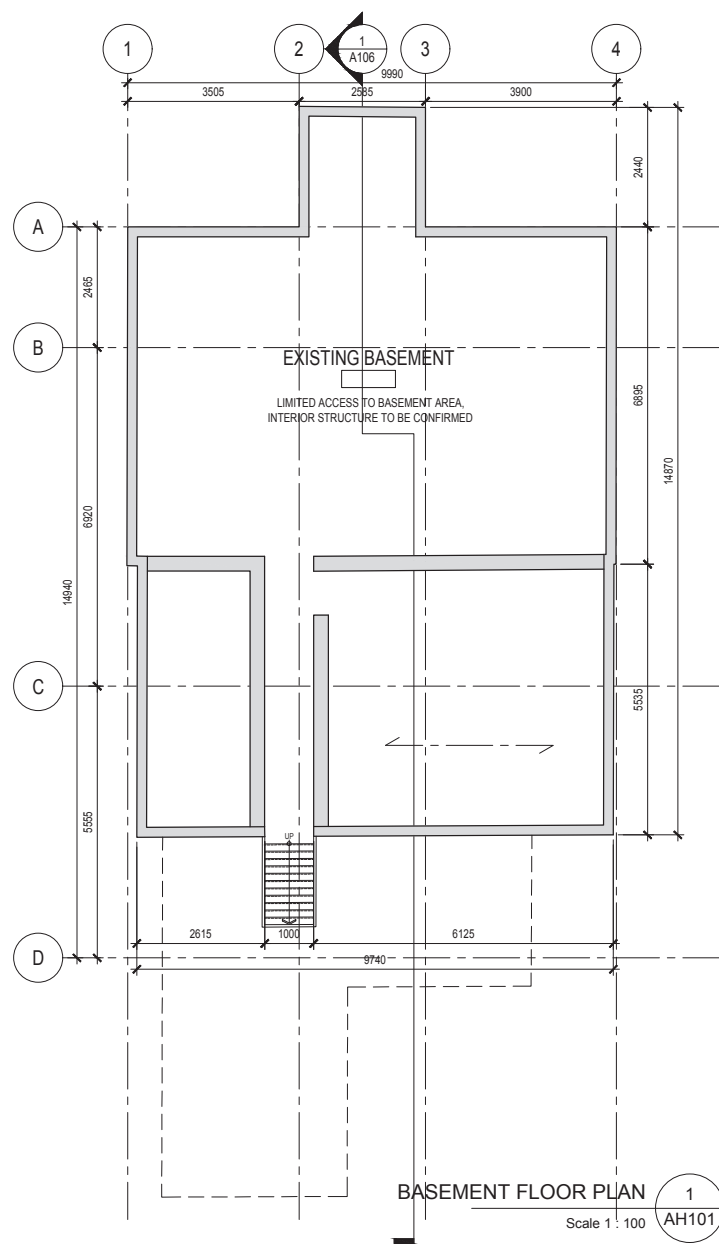 1
2
1
A106
3
4
9990
3505
2585
3900
2440
A
2465
B
EXISTING BASEMENT
LIMITED ACCESS TO BASEMENT AREA,
INTERIOR STRUCTURE TO BE CONFIRMED
6895
14870
6920
14940
C
5535
5555
UP
2615
1000
6125
D
9740
BASEMENT FLOOR PLAN
1
Scale 1 : 100
AH101